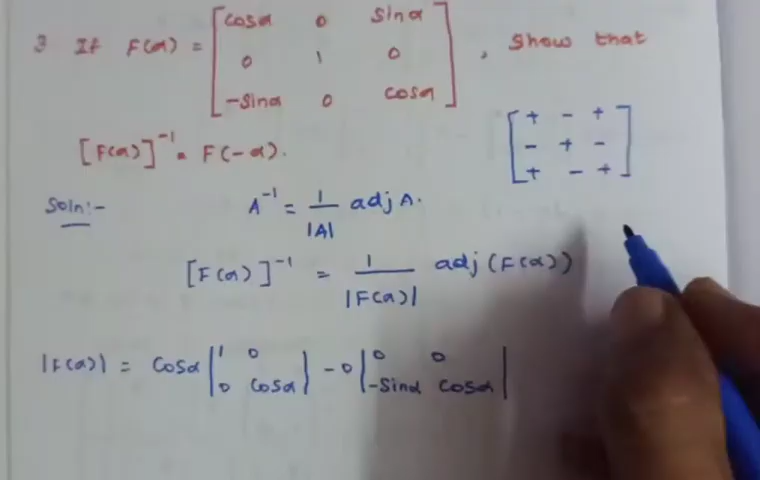 3 If F(α) = [cosα 0 sinα
0 1 0
-sinα 0 cosα] , Show that
[F(α)]⁻¹ = F(-α).
[+ - +
- + -
+ - +]
Soln:- A⁻¹ = 1/|A| adj A.
[F(α)]⁻¹ = 1/|F(α)| adj (F(α))
|F(α)| = Cosα |1 0
0 Cosα| - 0 |0 0
-Sinα Cosα|